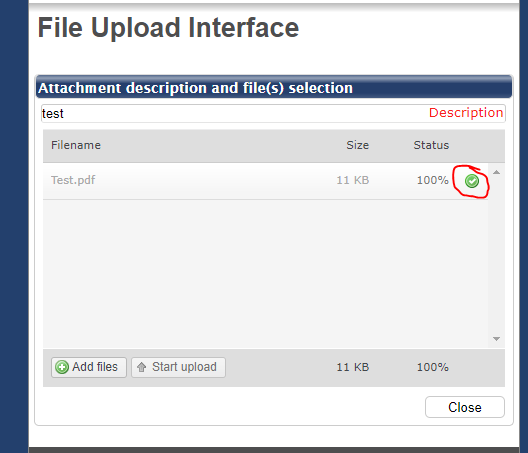 File Upload Interface
Attachment description and file(s) selection
test Description
Filename Size Status
Test.pdf 11 KB 100%
Add files Start upload 11 KB 100%
Close